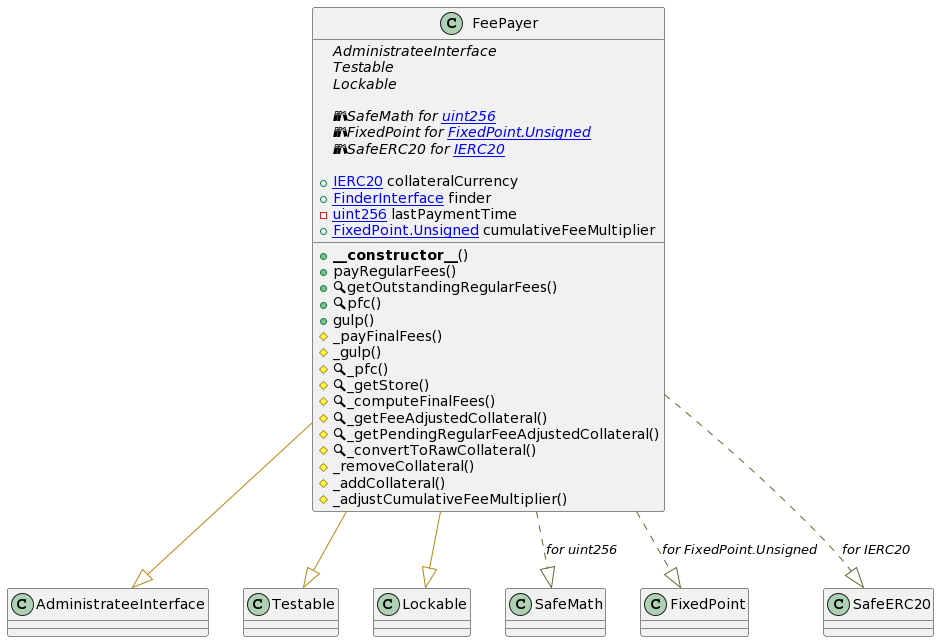 C FeePayer
AdministrateeInterface
Testable
Lockable
SafeMath for uint256
FixedPoint for FixedPoint.Unsigned
SafeERC20 for IERC20
IERC20 collateralCurrency
FinderInterface finder
uint256 lastPaymentTime
FixedPoint.Unsigned cumulativeFeeMultiplier
__constructor__()
payRegularFees()
getOutstandingRegularFees()
pfc()
gulp()
_payFinalFees()
_gulp()
_pfc()
_getStore()
_computeFinalFees()
_getFeeAdjustedCollateral()
_getPendingRegularFeeAdjustedCollateral()
_convertToRawCollateral()
_removeCollateral()
_addCollateral()
_adjustCumulativeFeeMultiplier()
for uint256
for FixedPoint.Unsigned
for IERC20
C AdministrateeInterface
C Testable
C Lockable
C SafeMath
C FixedPoint
C SafeERC20